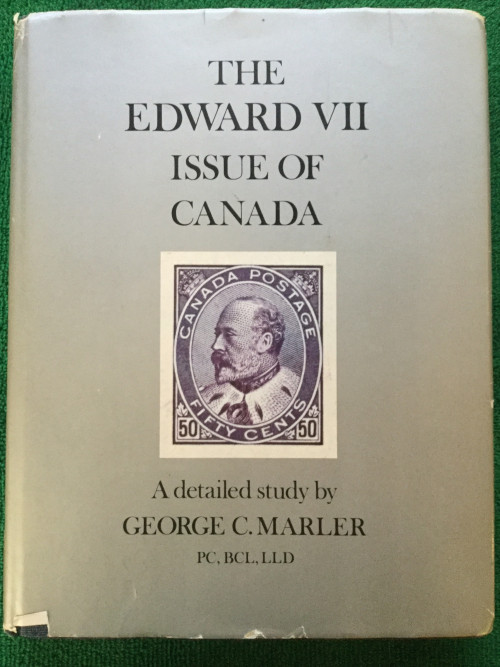 THE
EDWARD VII
ISSUE OF
CANADA
CANADA POSTAGE
FIFTY CENTS
50 50
A detailed study by
GEORGE C. MARLER
PC, BCL, LLD